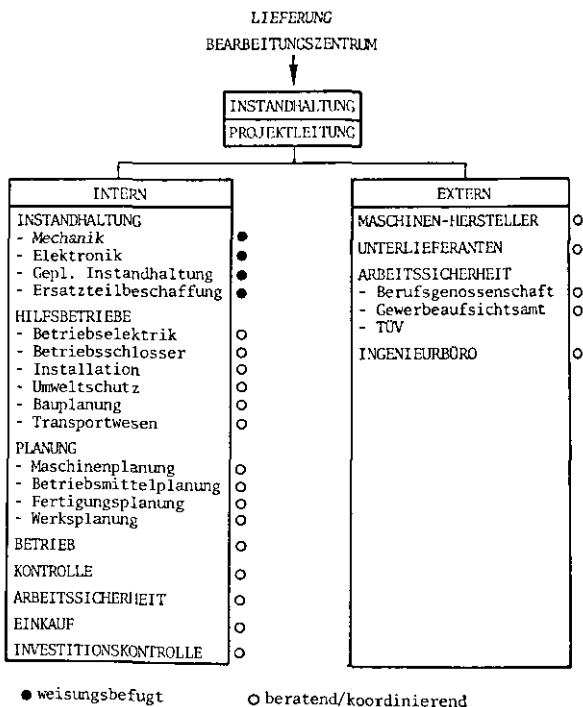 LIEFERUNG
BEARBEITUNGSZENTRUM
INSTANDHALTUNG
PROJEKTLEITUNG
INTERN
INSTANDHALTUNG
- Mechanik ●
- Elektronik ●
- Gepl. Instandhaltung ●
- Ersatzteilbeschaffung ●
HILFSBETRIEBE
- Betriebselektrik ○
- Betriebsschlosser ○
- Installation ○
- Umweltschutz ○
- Bauplanung ○
- Transportwesen ○
PLANUNG
- Maschinenplanung ○
- Betriebsmittelplanung ○
- Fertigungsplanung ○
- Werksplanung ○
BETRIEB ○
KONTROLLE ○
ARBEITSSICHERHEIT ○
EINKAUF ○
INVESTITIONSKONTROLLE ○
EXTERN
MASCHINEN-HERSTELLER ○
UNTERLIEFERANTEN ○
ARBEITSSICHERHEIT
- Berufsgenossenschaft ○
- Gewerbeaufsichtsamt ○
- TÜV
INGENIEURBÜRO ○
● weisungsbefugt ○ beratend/koordinierend